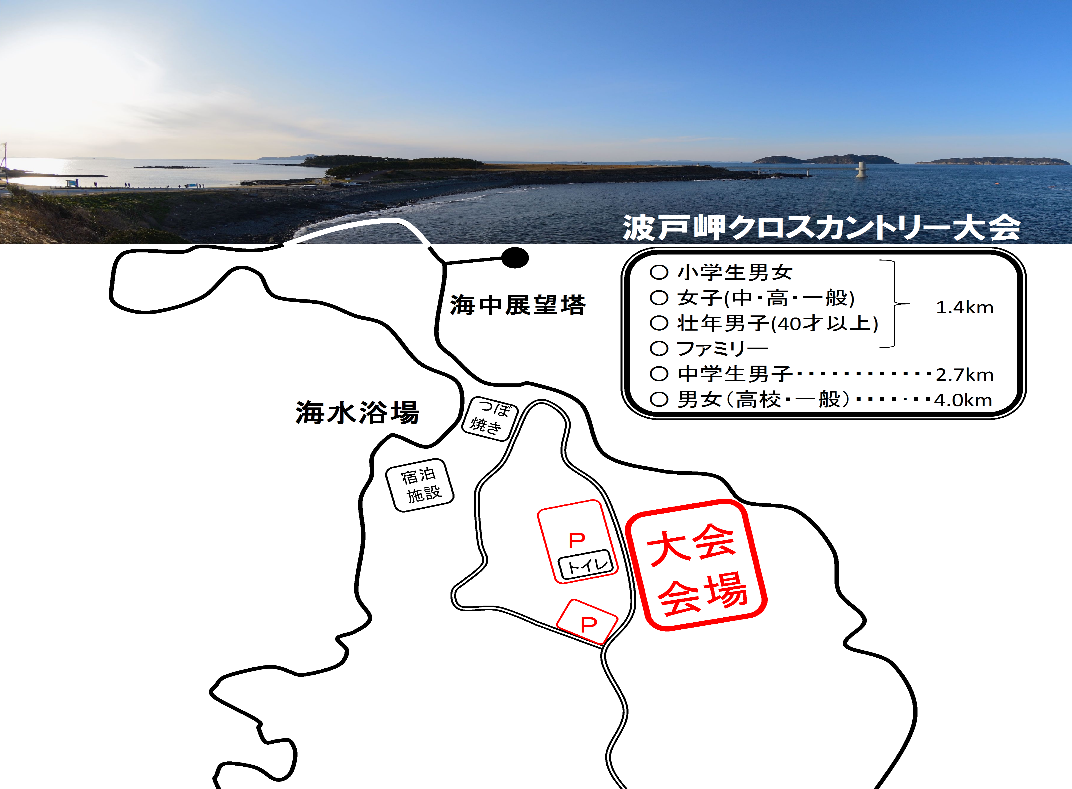 波戸岬クロスカントリー大会
○ 小学生男女
○ 女子(中・高・一般)
○ 壮年男子(40才以上)
○ ファミリー
1.4km
○ 中学生男子・・・・・・・・・・・・2.7km
○ 男女（高校・一般）・・・・・・・4.0km
海中展望塔
海水浴場
つぼ
焼き
宿泊
施設
P
トイレ
P
大会
会場